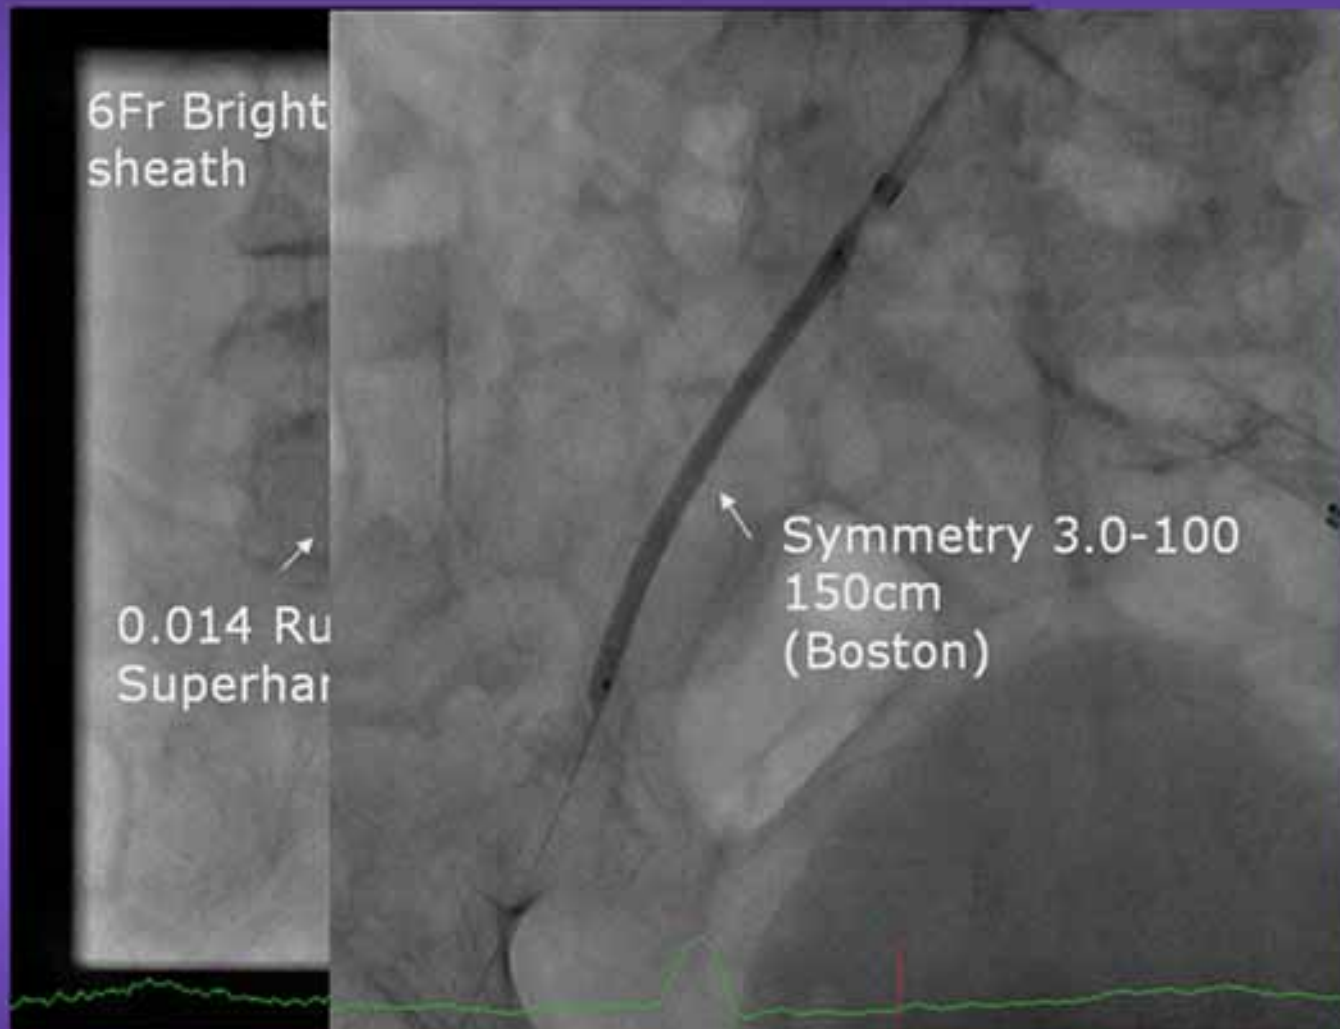 6Fr Bright
sheath
0.014 Ru
Superhar
Symmetry 3.0-100
150cm
(Boston)